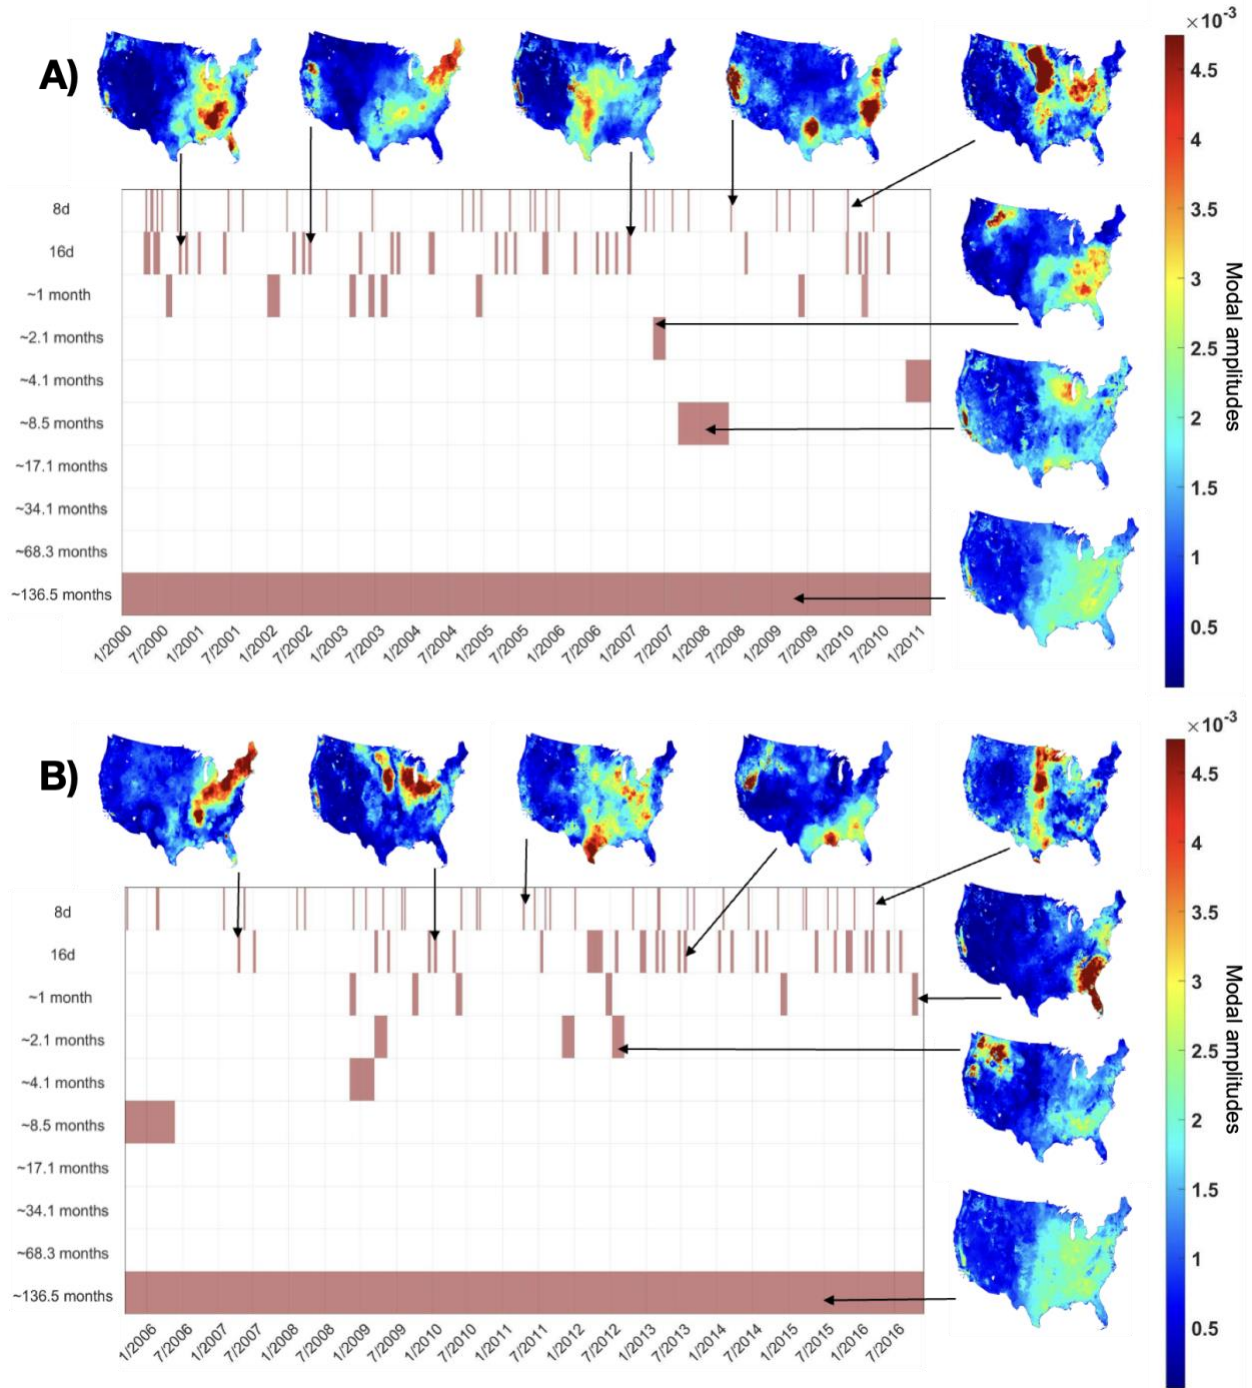 A)
×10⁻³
4.5
4
3.5
3
2.5
2
1.5
1
0.5
Modal amplitudes
8d
16d
~1 month
~2.1 months
~4.1 months
~8.5 months
~17.1 months
~34.1 months
~68.3 months
~136.5 months
1/2000
7/2000
1/2001
7/2001
1/2002
7/2002
1/2003
7/2003
1/2004
7/2004
1/2005
7/2005
1/2006
7/2006
1/2007
7/2007
1/2008
7/2008
1/2009
7/2009
1/2010
7/2010
1/2011
B)
×10⁻³
4.5
4
3.5
3
2.5
2
1.5
1
0.5
Modal amplitudes
8d
16d
~1 month
~2.1 months
~4.1 months
~8.5 months
~17.1 months
~34.1 months
~68.3 months
~136.5 months
1/2006
7/2006
1/2007
7/2007
1/2008
7/2008
1/2009
7/2009
1/2010
7/2010
1/2011
7/2011
1/2012
7/2012
1/2013
7/2013
1/2014
7/2014
1/2015
7/2015
1/2016
7/2016